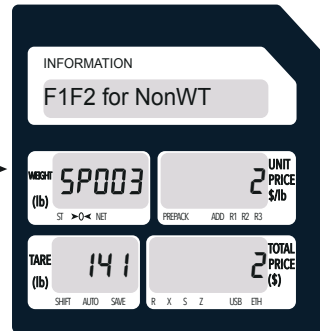 INFORMATION
F1F2 for NonWT
WEIGHT (lb)
SP003
ST >0< NET
2
UNIT PRICE $/lb
PREPACK ADD R1 R2 R3
TARE (lb)
141
SHIFT AUTO SAVE
2
TOTAL PRICE ($)
R X S Z USB ETH